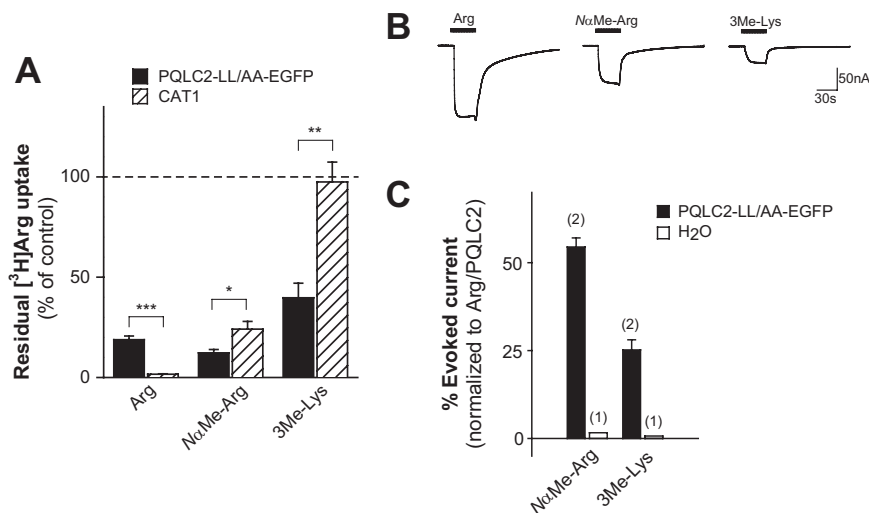 A
PQLC2-LL/AA-EGFP
CAT1
Residual [³H]Arg uptake
(% of control)
100
50
0
***
*
**
Arg
NαMe-Arg
3Me-Lys
B
Arg
NαMe-Arg
3Me-Lys
50nA
30s
C
PQLC2-LL/AA-EGFP
H₂O
% Evoked current
(normalized to Arg/PQLC2)
50
25
0
(2)
(1)
(2)
(1)
NαMe-Arg
3Me-Lys